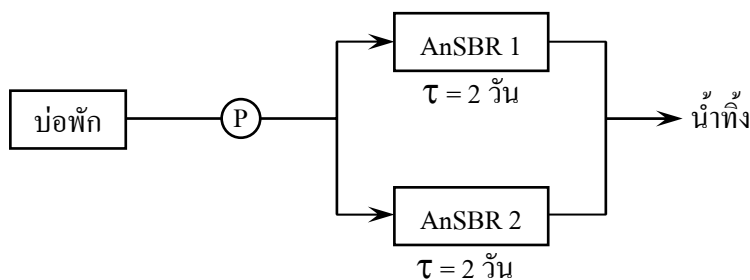 AnSBR 1
τ = 2 วัน
บ่อพัก
P
น้ำทิ้ง
AnSBR 2
τ = 2 วัน